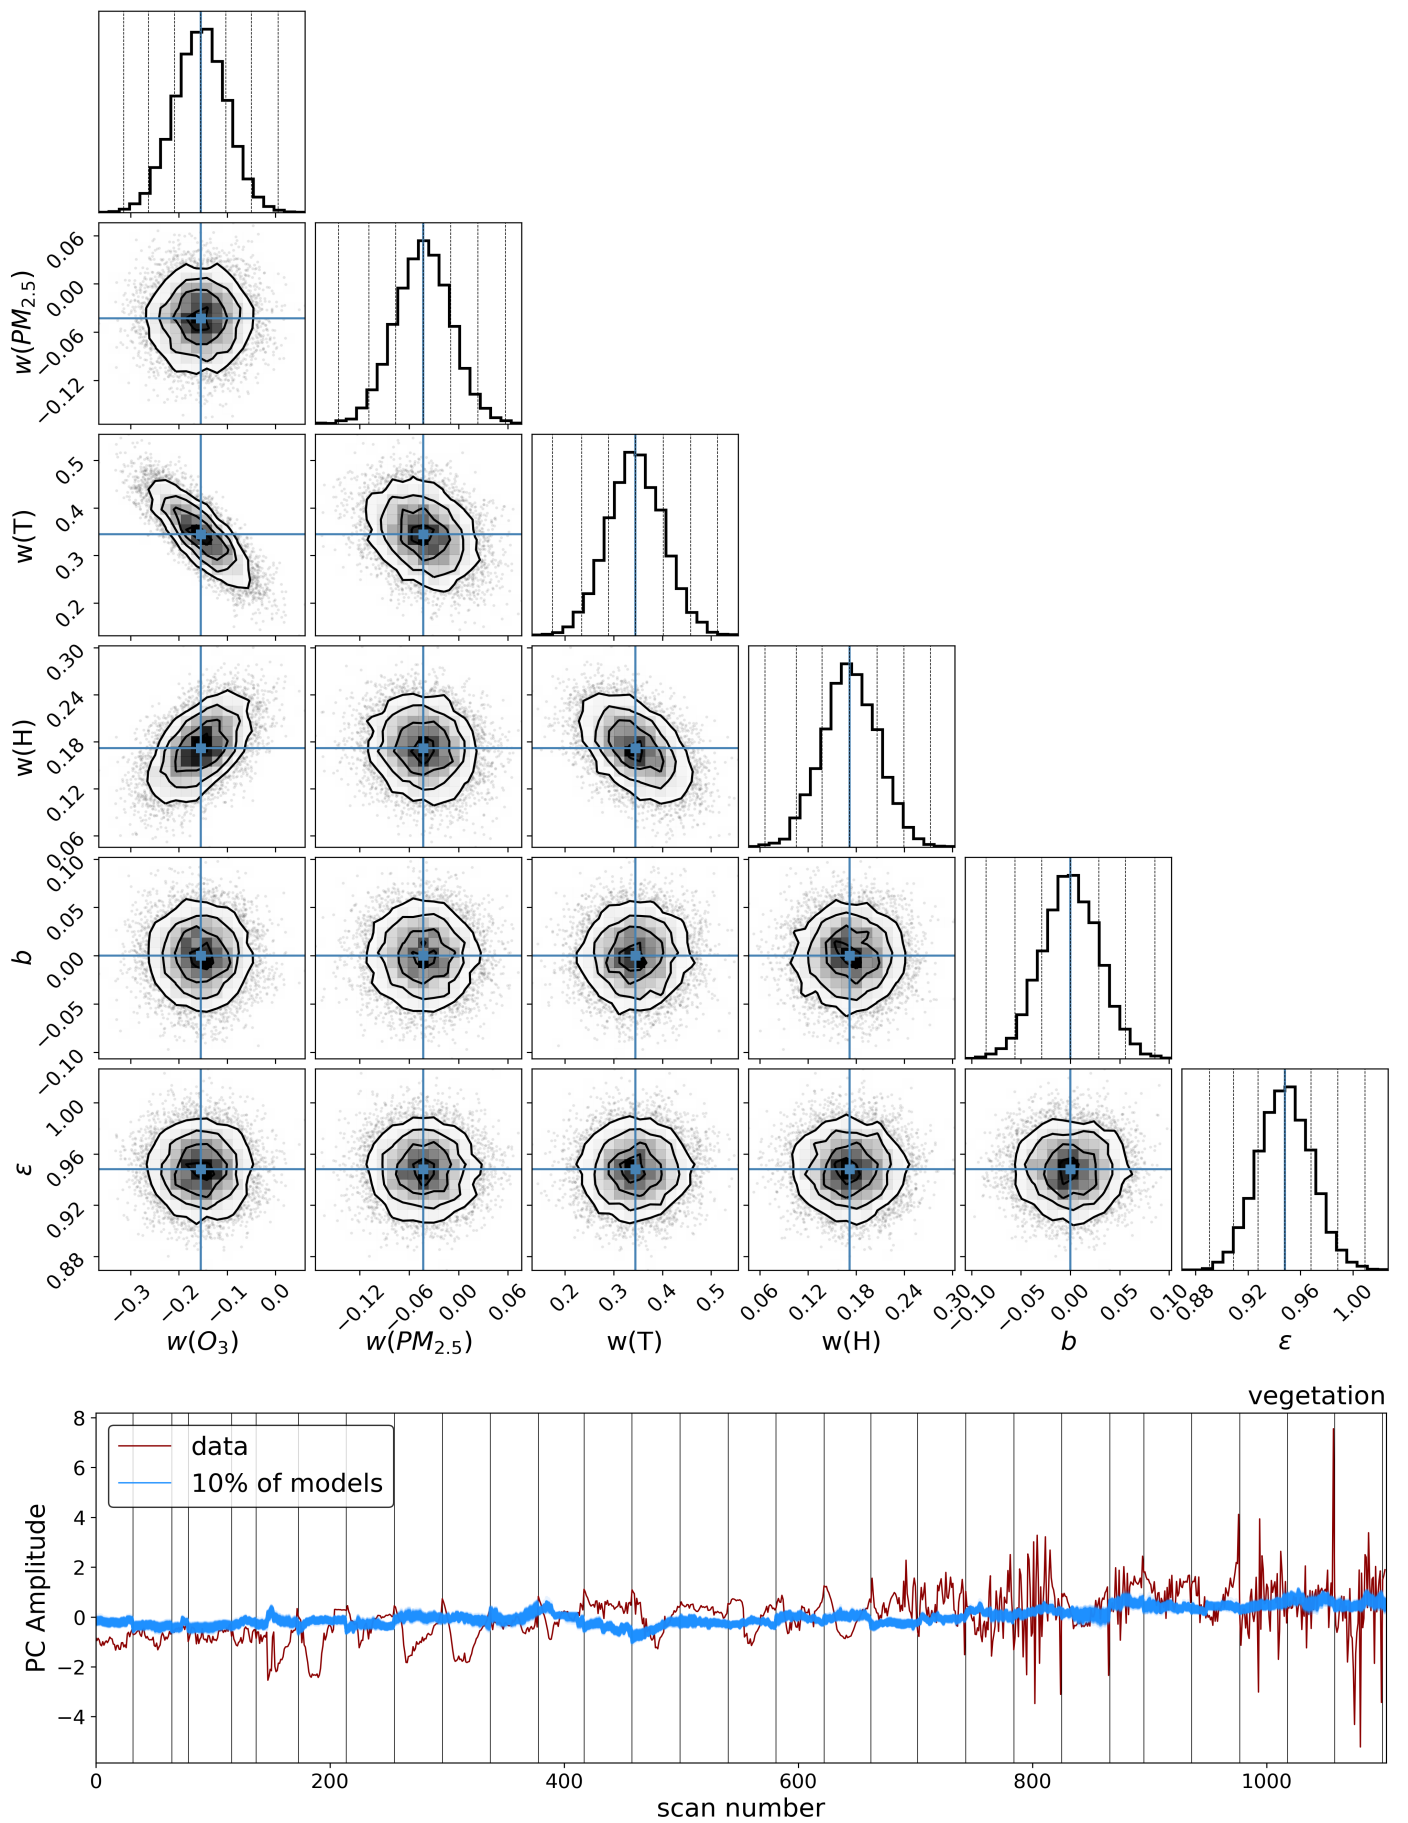 w(PM2.5)
0.06
0.00
−0.06
−0.12
w(T)
0.5
0.4
0.3
0.2
w(H)
0.30
0.24
0.18
0.12
0.06
b
0.10
0.05
0.00
−0.05
−0.10
ε
1.00
0.96
0.92
0.88
−0.3 −0.2 −0.1 0.0 −0.12 −0.06 0.00 0.06 0.2 0.3 0.4 0.5 0.06 0.12 0.18 0.24 0.30 −0.10 −0.05 0.00 0.05 0.10 0.88 0.92 0.96 1.00
w(O3) w(PM2.5) w(T) w(H) b ε
vegetation
data
10% of models
PC Amplitude
8
6
4
2
0
−2
−4
0 200 400 600 800 1000
scan number